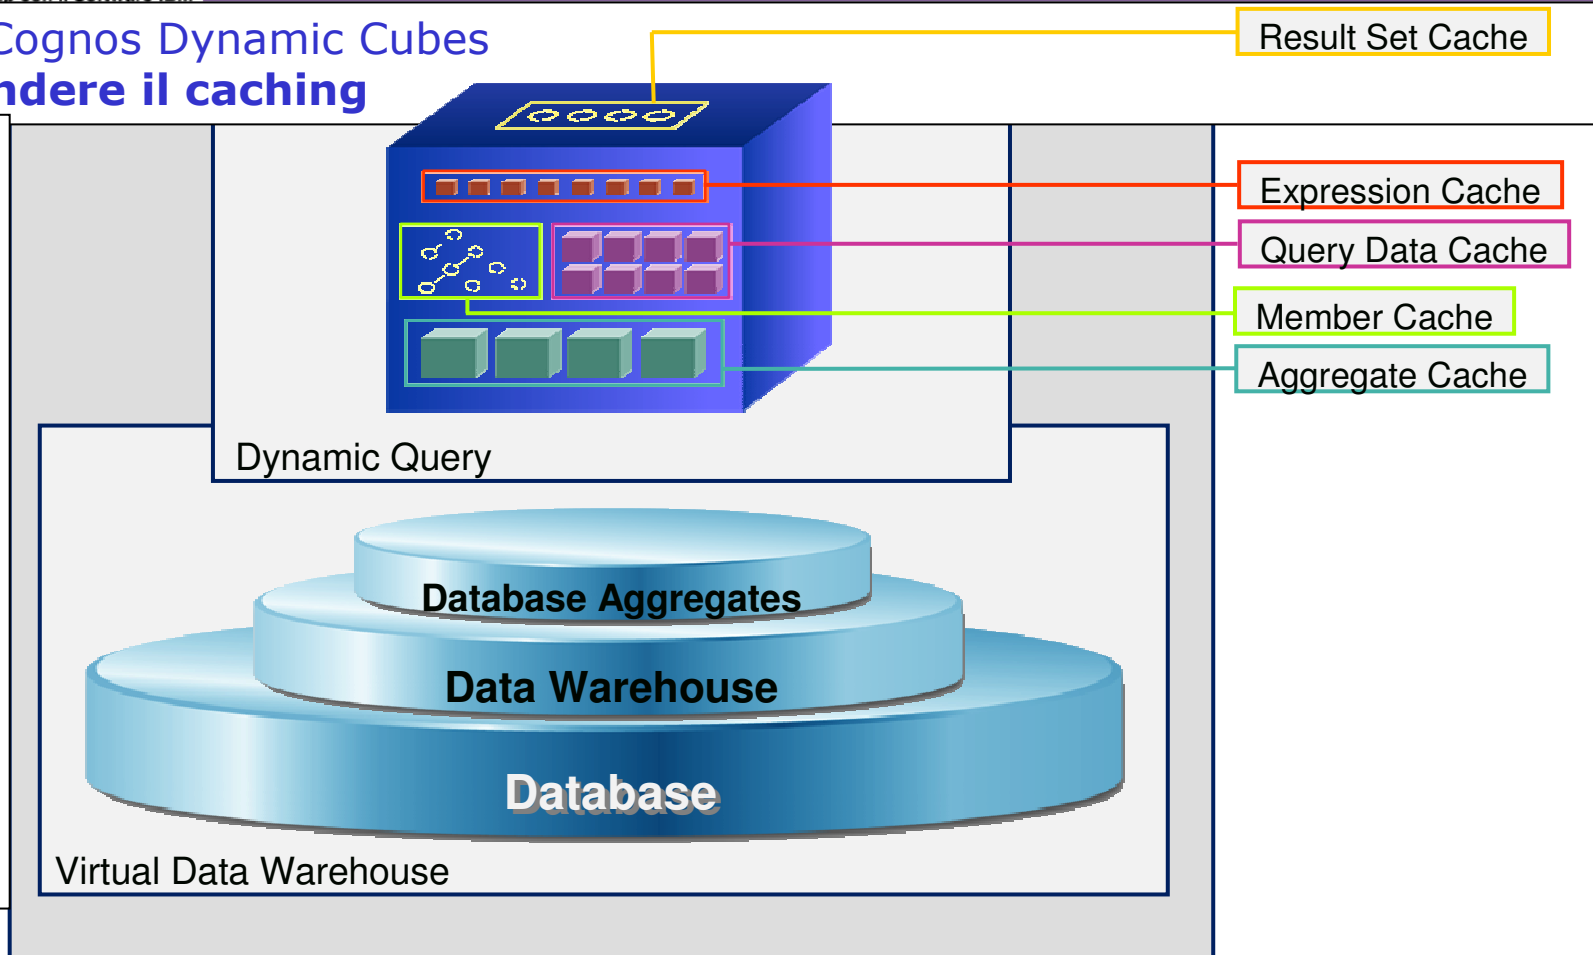 Cognos Dynamic Cubes
ndere il caching
Result Set Cache
Expression Cache
Query Data Cache
Member Cache
Aggregate Cache
Dynamic Query
Database Aggregates
Data Warehouse
Database
Virtual Data Warehouse